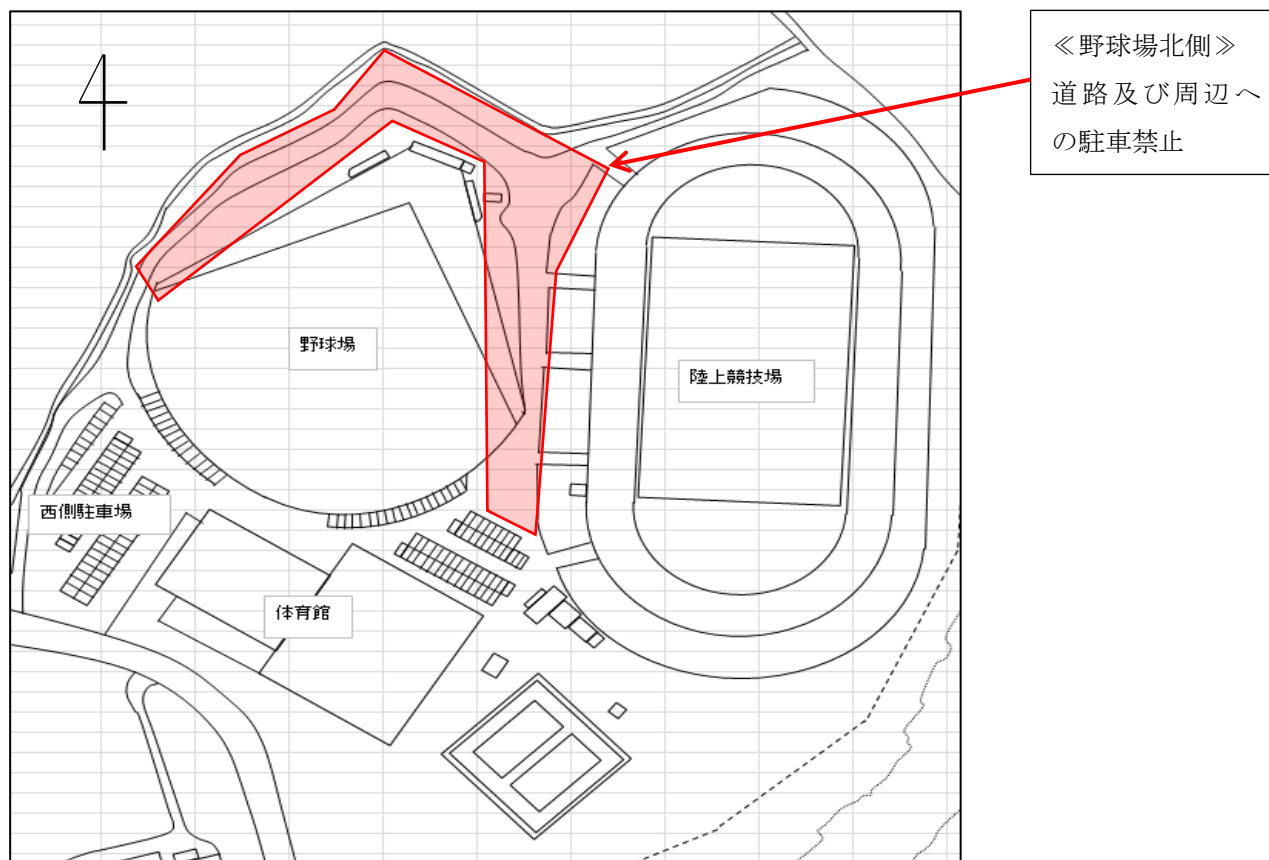 ≪野球場北側≫
道路及び周辺へ
の駐車禁止
野球場
陸上競技場
西側駐車場
体育館